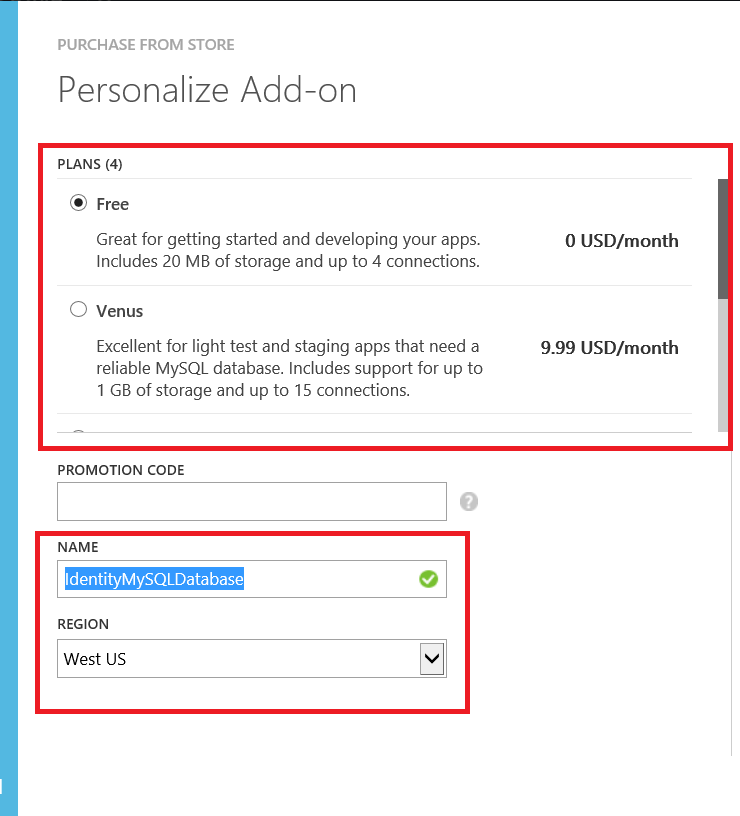 PURCHASE FROM STORE
Personalize Add-on
PLANS (4)
Free
Great for getting started and developing your apps.
Includes 20 MB of storage and up to 4 connections.
0 USD/month
Venus
Excellent for light test and staging apps that need a
reliable MySQL database. Includes support for up to
1 GB of storage and up to 15 connections.
9.99 USD/month
PROMOTION CODE
?
NAME
IdentityMySQLDatabase
REGION
West US